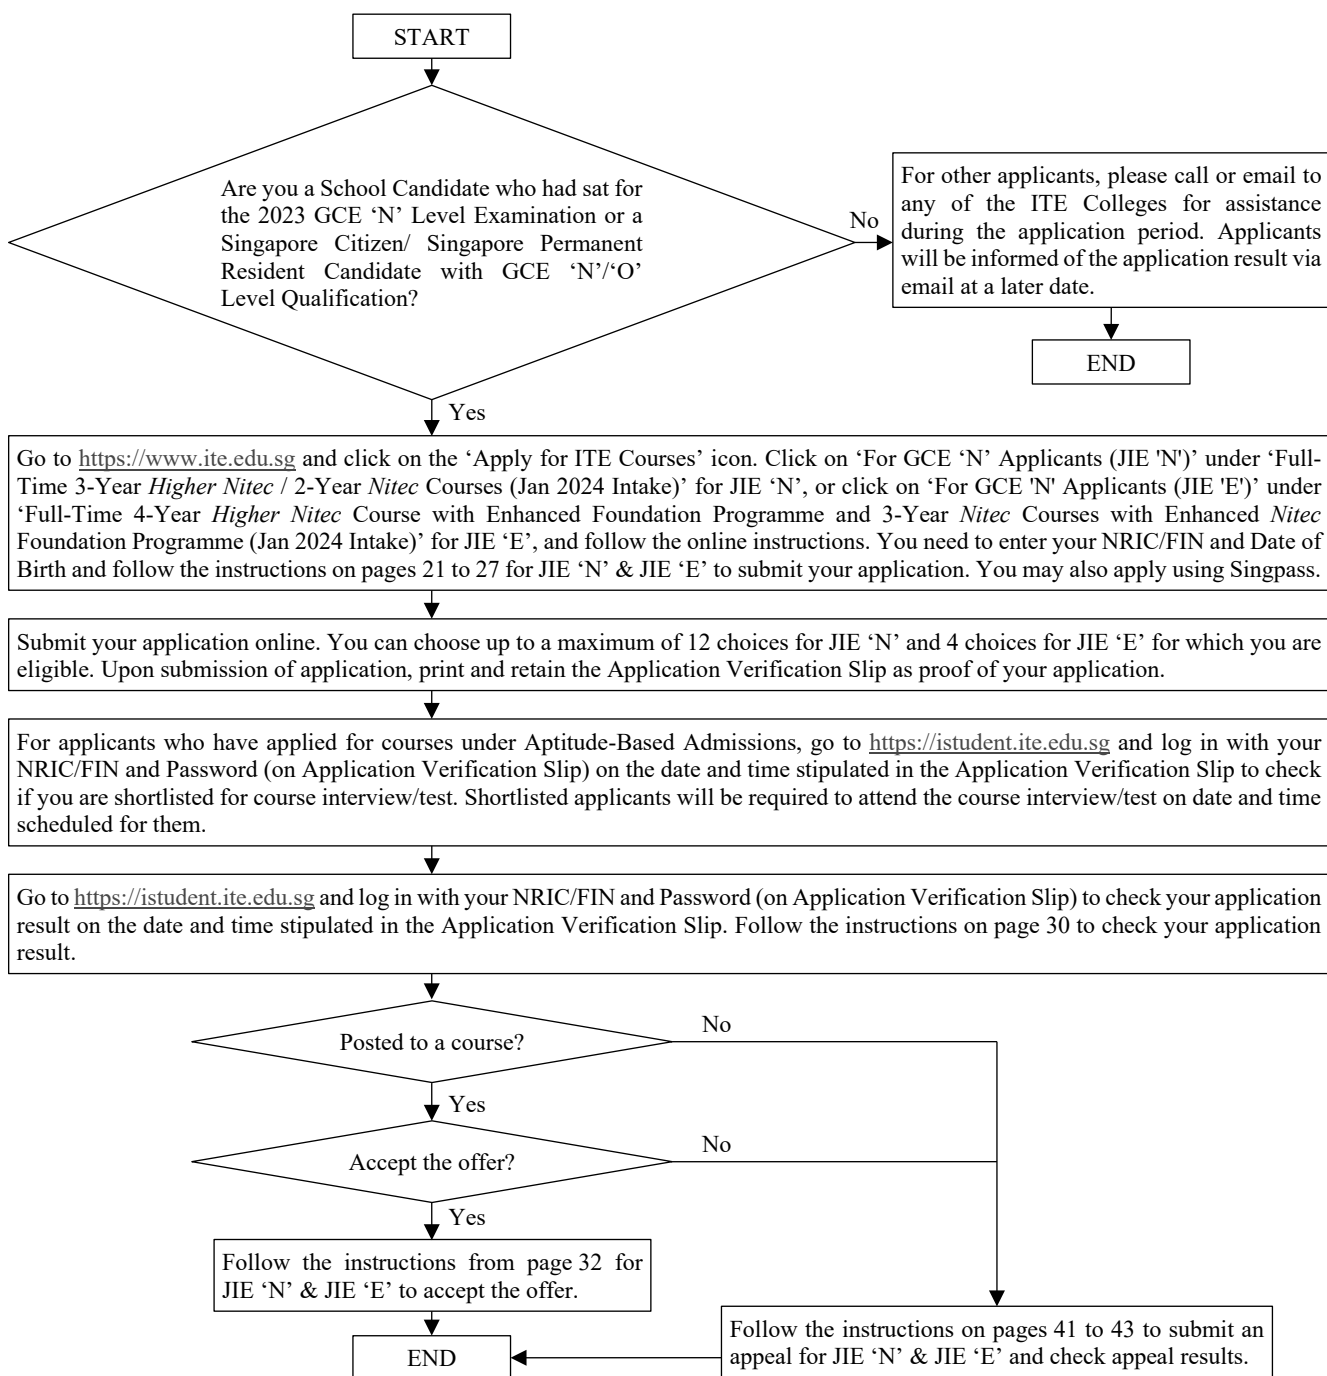 START
Are you a School Candidate who had sat for
the 2023 GCE ‘N’ Level Examination or a
Singapore Citizen/ Singapore Permanent
Resident Candidate with GCE ‘N’/‘O’
Level Qualification?
No
For other applicants, please call or email to
any of the ITE Colleges for assistance
during the application period. Applicants
will be informed of the application result via
email at a later date.
END
Yes
Go to https://www.ite.edu.sg and click on the ‘Apply for ITE Courses’ icon. Click on ‘For GCE ‘N’ Applicants (JIE 'N')’ under ‘Full-
Time 3-Year Higher Nitec / 2-Year Nitec Courses (Jan 2024 Intake)’ for JIE ‘N’, or click on ‘For GCE 'N' Applicants (JIE 'E')’ under
‘Full-Time 4-Year Higher Nitec Course with Enhanced Foundation Programme and 3-Year Nitec Courses with Enhanced Nitec
Foundation Programme (Jan 2024 Intake)’ for JIE ‘E’, and follow the online instructions. You need to enter your NRIC/FIN and Date of
Birth and follow the instructions on pages 21 to 27 for JIE ‘N’ & JIE ‘E’ to submit your application. You may also apply using Singpass.
Submit your application online. You can choose up to a maximum of 12 choices for JIE ‘N’ and 4 choices for JIE ‘E’ for which you are
eligible. Upon submission of application, print and retain the Application Verification Slip as proof of your application.
For applicants who have applied for courses under Aptitude-Based Admissions, go to https://istudent.ite.edu.sg and log in with your
NRIC/FIN and Password (on Application Verification Slip) on the date and time stipulated in the Application Verification Slip to check
if you are shortlisted for course interview/test. Shortlisted applicants will be required to attend the course interview/test on date and time
scheduled for them.
Go to https://istudent.ite.edu.sg and log in with your NRIC/FIN and Password (on Application Verification Slip) to check your application
result on the date and time stipulated in the Application Verification Slip. Follow the instructions on page 30 to check your application
result.
Posted to a course?
No
Yes
Accept the offer?
No
Yes
Follow the instructions from page 32 for
JIE ‘N’ & JIE ‘E’ to accept the offer.
Follow the instructions on pages 41 to 43 to submit an
appeal for JIE ‘N’ & JIE ‘E’ and check appeal results.
END